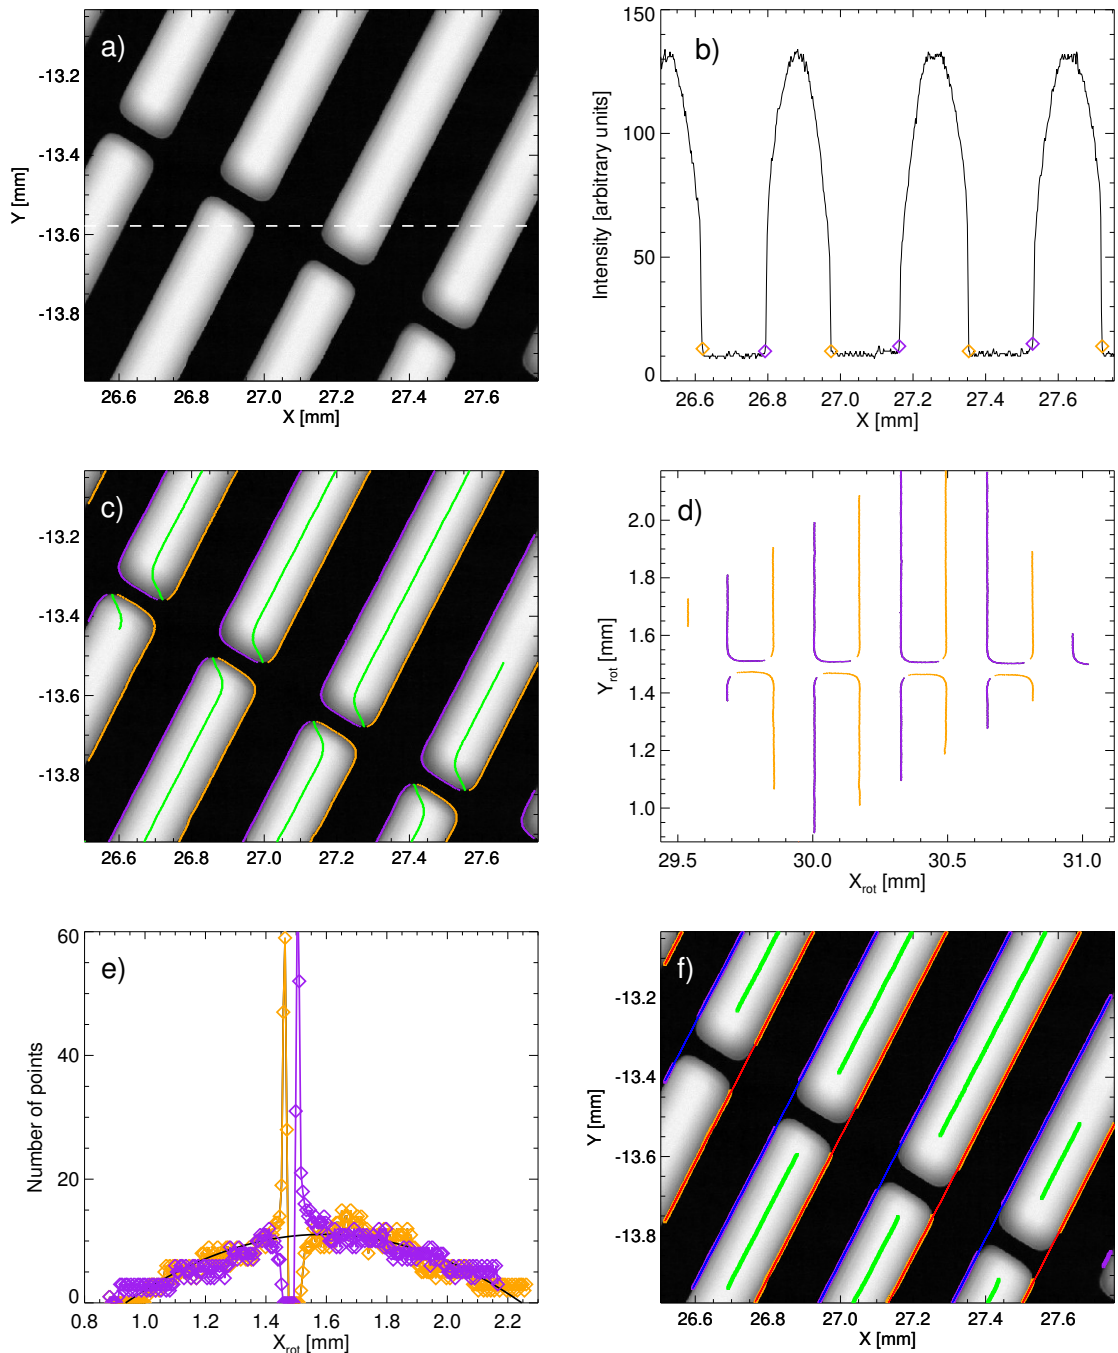 a)
-13.2
-13.4
-13.6
-13.8
Y [mm]
26.6 26.8 27.0 27.2 27.4 27.6
X [mm]
b)
150
100
50
0
Intensity [arbitrary units]
26.6 26.8 27.0 27.2 27.4 27.6
X [mm]
c)
-13.2
-13.4
-13.6
-13.8
26.6 26.8 27.0 27.2 27.4 27.6
d)
2.0
1.8
1.6
1.4
1.2
1.0
Yrot [mm]
29.5 30.0 30.5 31.0
Xrot [mm]
e)
60
40
20
0
Number of points
0.8 1.0 1.2 1.4 1.6 1.8 2.0 2.2
Xrot [mm]
f)
-13.2
-13.4
-13.6
-13.8
Y [mm]
26.6 26.8 27.0 27.2 27.4 27.6
X [mm]